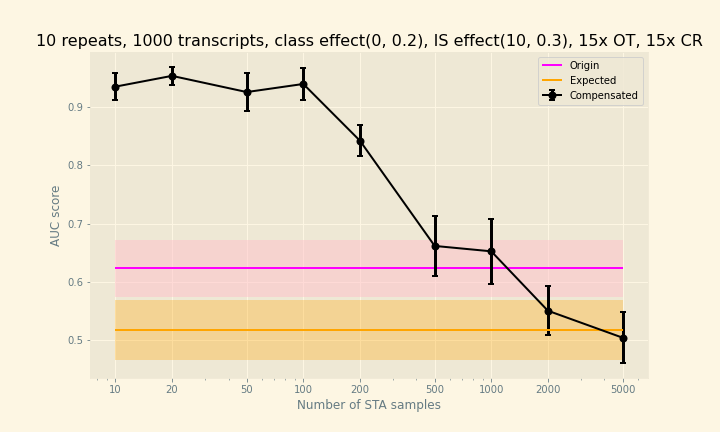 10 repeats, 1000 transcripts, class effect(0, 0.2), IS effect(10, 0.3), 15x OT, 15x CR
Origin
Expected
Compensated
AUC score
0.9
0.8
0.7
0.6
0.5
10 20 50 100 200 500 1000 2000 5000
Number of STA samples